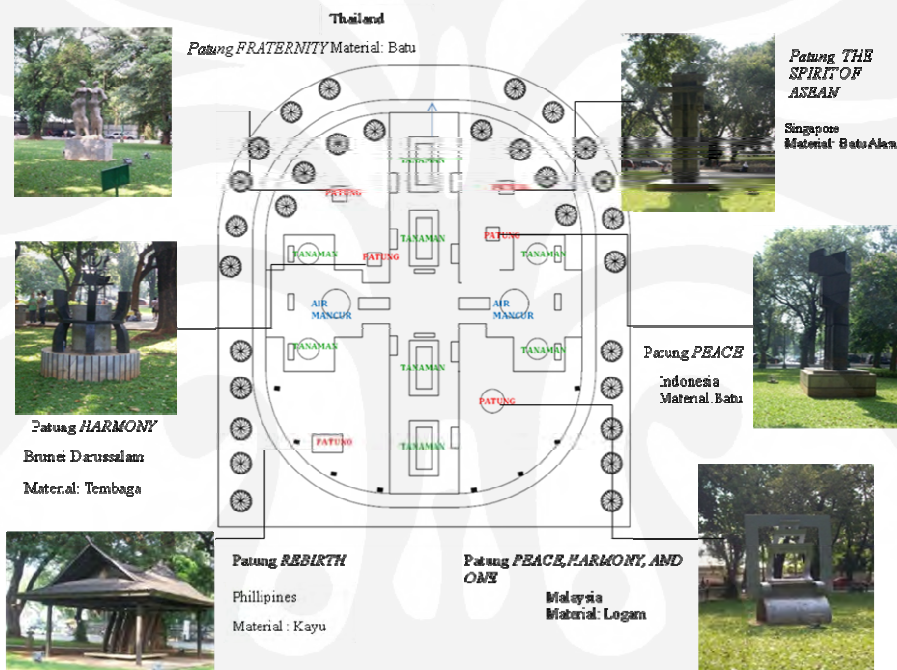 Thailand
Patung FRATERNITY Material: Batu
Patung THE
SPIRIT OF
ASEAN
Singapore
Material: Batu Alam
TANAMAN
PATUNG
PATUNG
TANAMAN
PATUNG
TANAMAN
PATUNG
TANAMAN
AIR
MANCUR
AIR
MANCUR
TANAMAN
TANAMAN
TANAMAN
Patung PEACE
Indonesia
Material: Batu
PATUNG
Patung HARMONY
Brunei Darussalam
Material: Tembaga
PATUNG
TANAMAN
Patung REBIRTH
Phillipines
Material : Kayu
Patung PEACE, HARMONY, AND
ONE
Malaysia
Material: Logam